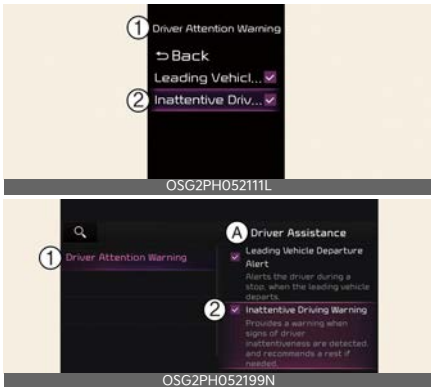 1 Driver Attention Warning
Back
Leading Vehicl...
2 Inattentive Driv...
OSG2PH052111L
A Driver Assistance
1 Driver Attention Warning
Leading Vehicle Departure
Alert
Alerts the driver during a
stop, when the leading vehicle
departs.
2 Inattentive Driving Warning
Provides a warning when
signs of driver
inattentiveness are detected,
and recommends a rest if
needed.
OSG2PH052199N